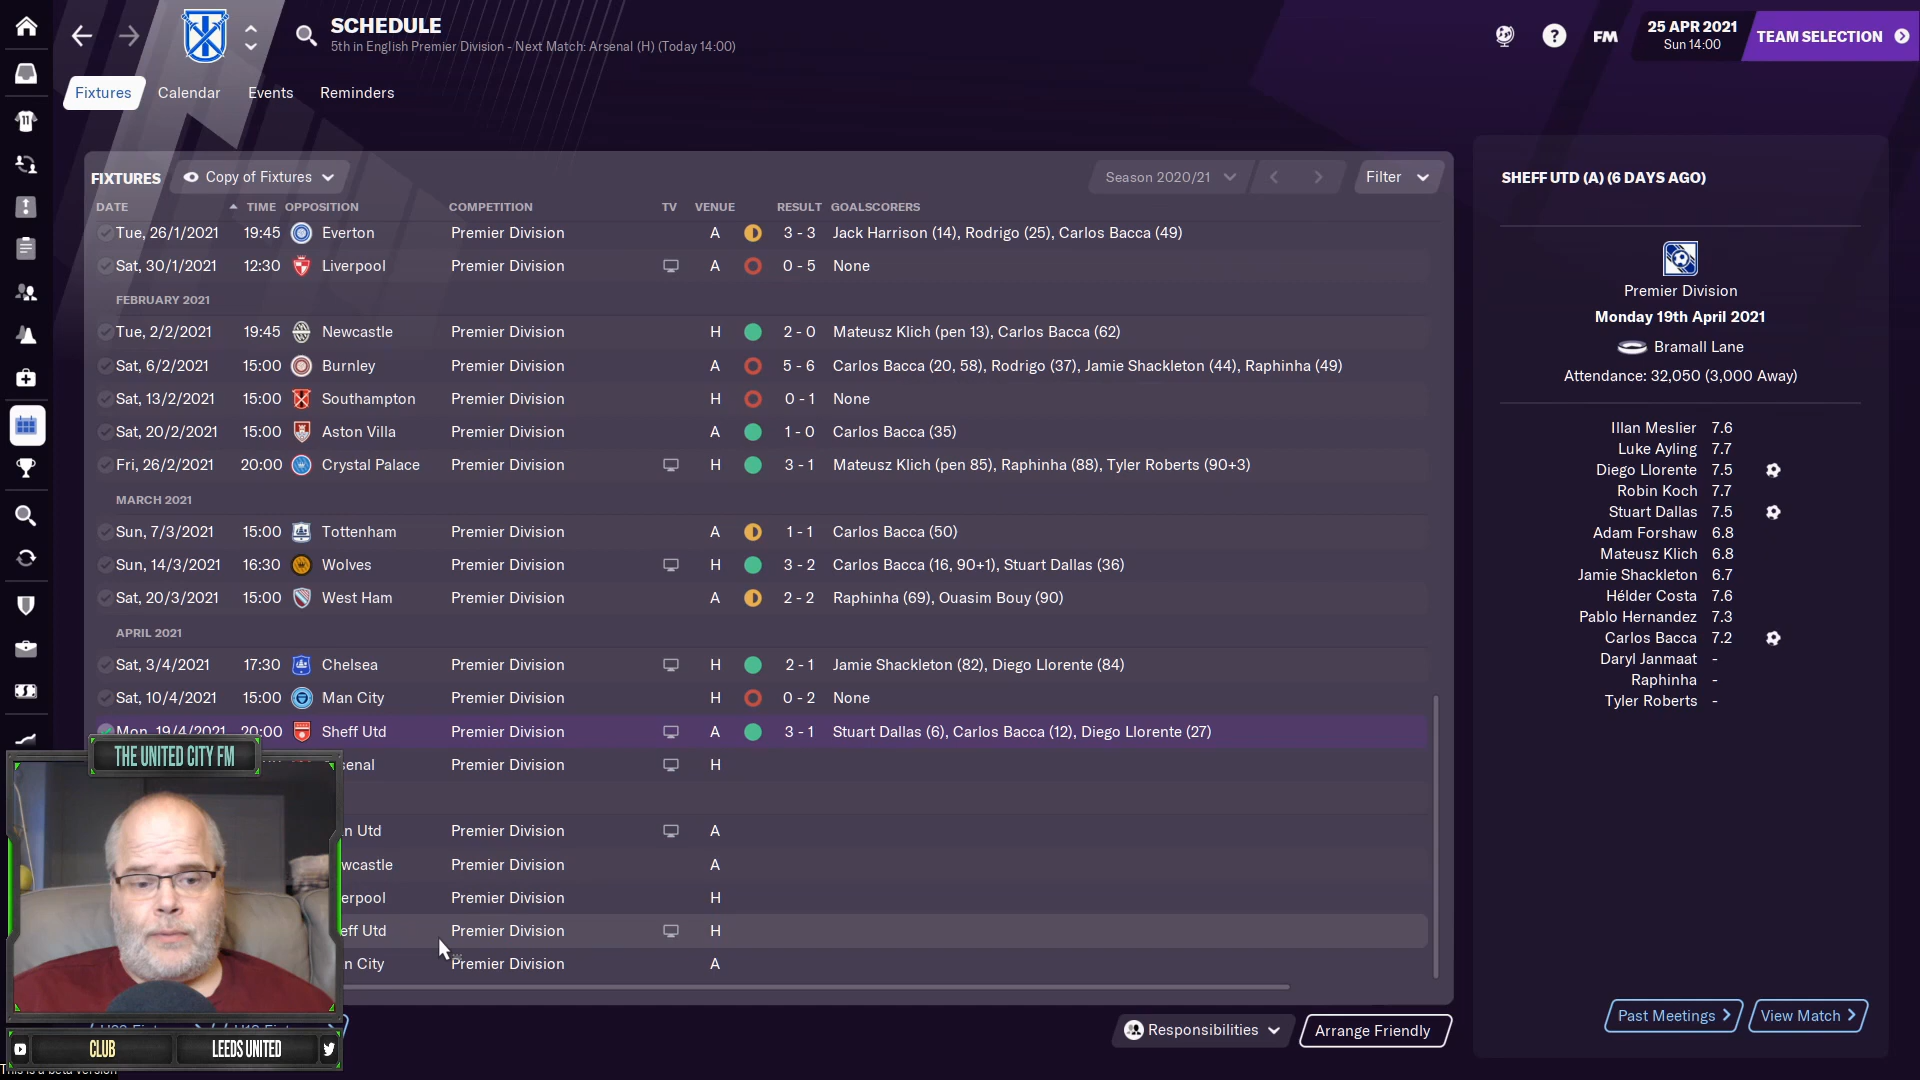 SCHEDULE
5th in English Premier Division - Next Match: Arsenal (H) (Today 14:00)
FM
25 APR 2021
Sun 14:00
TEAM SELECTION
Fixtures Calendar Events Reminders
FIXTURES Copy of Fixtures Season 2020/21 Filter
DATE TIME OPPOSITION COMPETITION TV VENUE RESULT GOALSCORERS
Tue, 26/1/2021 19:45 Everton Premier Division A 3 - 3 Jack Harrison (14), Rodrigo (25), Carlos Bacca (49)
Sat, 30/1/2021 12:30 Liverpool Premier Division A 0 - 5 None
FEBRUARY 2021
Tue, 2/2/2021 19:45 Newcastle Premier Division H 2 - 0 Mateusz Klich (pen 13), Carlos Bacca (62)
Sat, 6/2/2021 15:00 Burnley Premier Division A 5 - 6 Carlos Bacca (20, 58), Rodrigo (37), Jamie Shackleton (44), Raphinha (49)
Sat, 13/2/2021 15:00 Southampton Premier Division H 0 - 1 None
Sat, 20/2/2021 15:00 Aston Villa Premier Division A 1 - 0 Carlos Bacca (35)
Fri, 26/2/2021 20:00 Crystal Palace Premier Division H 3 - 1 Mateusz Klich (pen 85), Raphinha (88), Tyler Roberts (90+3)
MARCH 2021
Sun, 7/3/2021 15:00 Tottenham Premier Division A 1 - 1 Carlos Bacca (50)
Sun, 14/3/2021 16:30 Wolves Premier Division H 3 - 2 Carlos Bacca (16, 90+1), Stuart Dallas (36)
Sat, 20/3/2021 15:00 West Ham Premier Division A 2 - 2 Raphinha (69), Ouasim Bouy (90)
APRIL 2021
Sat, 3/4/2021 17:30 Chelsea Premier Division H 2 - 1 Jamie Shackleton (82), Diego Llorente (84)
Sat, 10/4/2021 15:00 Man City Premier Division H 0 - 2 None
Mon, 19/4/2021 20:00 Sheff Utd Premier Division A 3 - 1 Stuart Dallas (6), Carlos Bacca (12), Diego Llorente (27)
senal Premier Division H
n Utd Premier Division A
wcastle Premier Division A
erpool Premier Division H
eff Utd Premier Division H
n City Premier Division A
Responsibilities Arrange Friendly
SHEFF UTD (A) (6 DAYS AGO)
Premier Division
Monday 19th April 2021
Bramall Lane
Attendance: 32,050 (3,000 Away)
Illan Meslier 7.6
Luke Ayling 7.7
Diego Llorente 7.5
Robin Koch 7.7
Stuart Dallas 7.5
Adam Forshaw 6.8
Mateusz Klich 6.8
Jamie Shackleton 6.7
Hélder Costa 7.6
Pablo Hernandez 7.3
Carlos Bacca 7.2
Daryl Janmaat -
Raphinha -
Tyler Roberts -
Past Meetings View Match
THE UNITED CITY FM
CLUB LEEDS UNITED